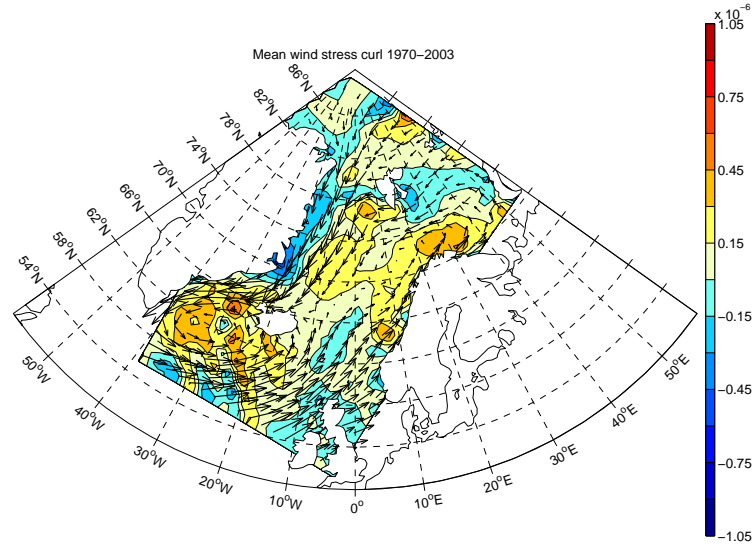 x 10⁻⁶
1.05
Mean wind stress curl 1970−2003
86°N
82°N
78°N
74°N
70°N
66°N
62°N
58°N
54°N
0.75
0.45
0.15
−0.15
−0.45
−0.75
−1.05
50°W
40°W
30°W
20°W
10°W
0°
10°E
20°E
30°E
40°E
50°E